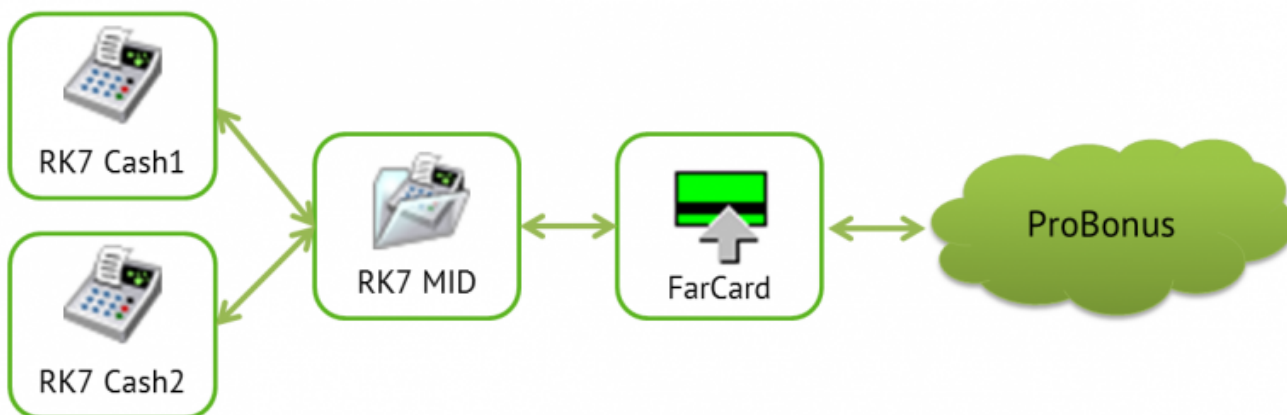 RK7 Cash1
RK7 MID
FarCard
ProBonus
RK7 Cash2